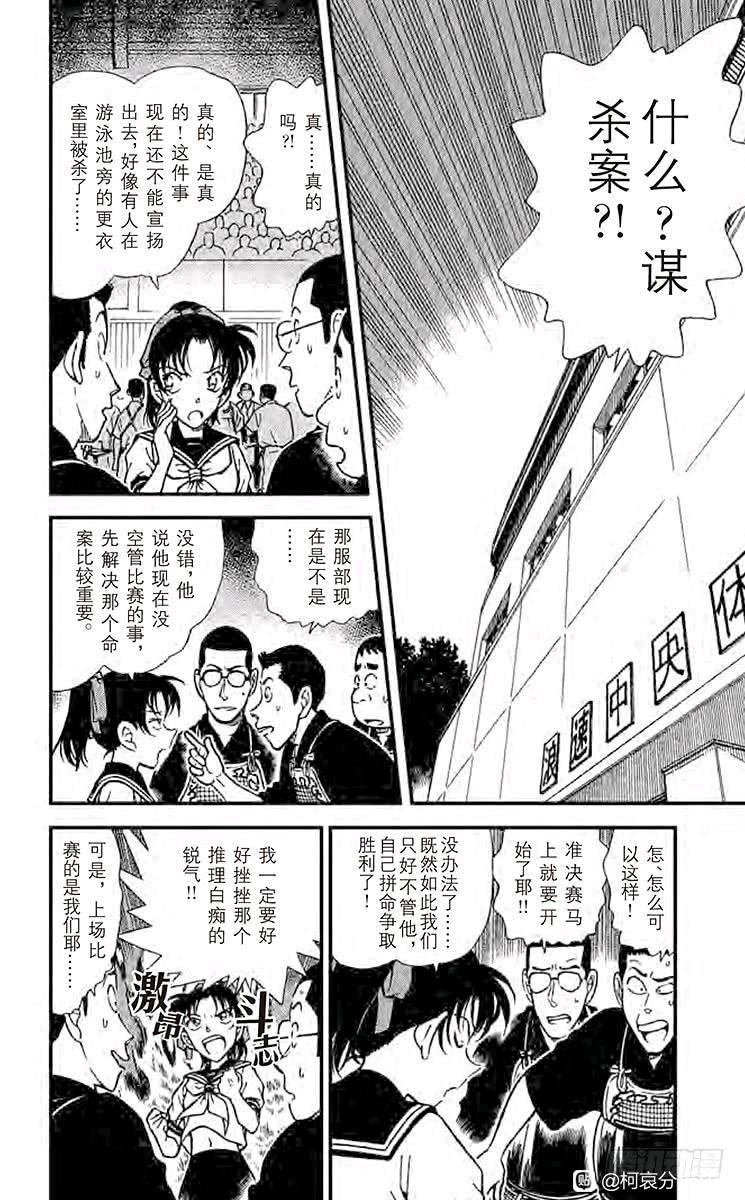 什么？谋
杀案?!
浪速中央体
真……真的
吗?!
真的、是真
的！这件事
现在还不能宣扬
出去，好像有人在
游泳池旁的更衣
室里被杀了……
那服部现
在是不是
……
没错，他
说他现在没
空管比赛的事，
先解决那个命
案比较重要。
怎、怎么可
以这样！
准决赛马
上就要开
始了耶!!
没办法了……
既然如此我们
只好不管他，
自己拼命争取
胜利了！
我一定要好
好挫挫那个
推理白痴的
锐气!!
激昂
斗志
可是，上场比
赛的是我们耶……
贴 @柯哀分